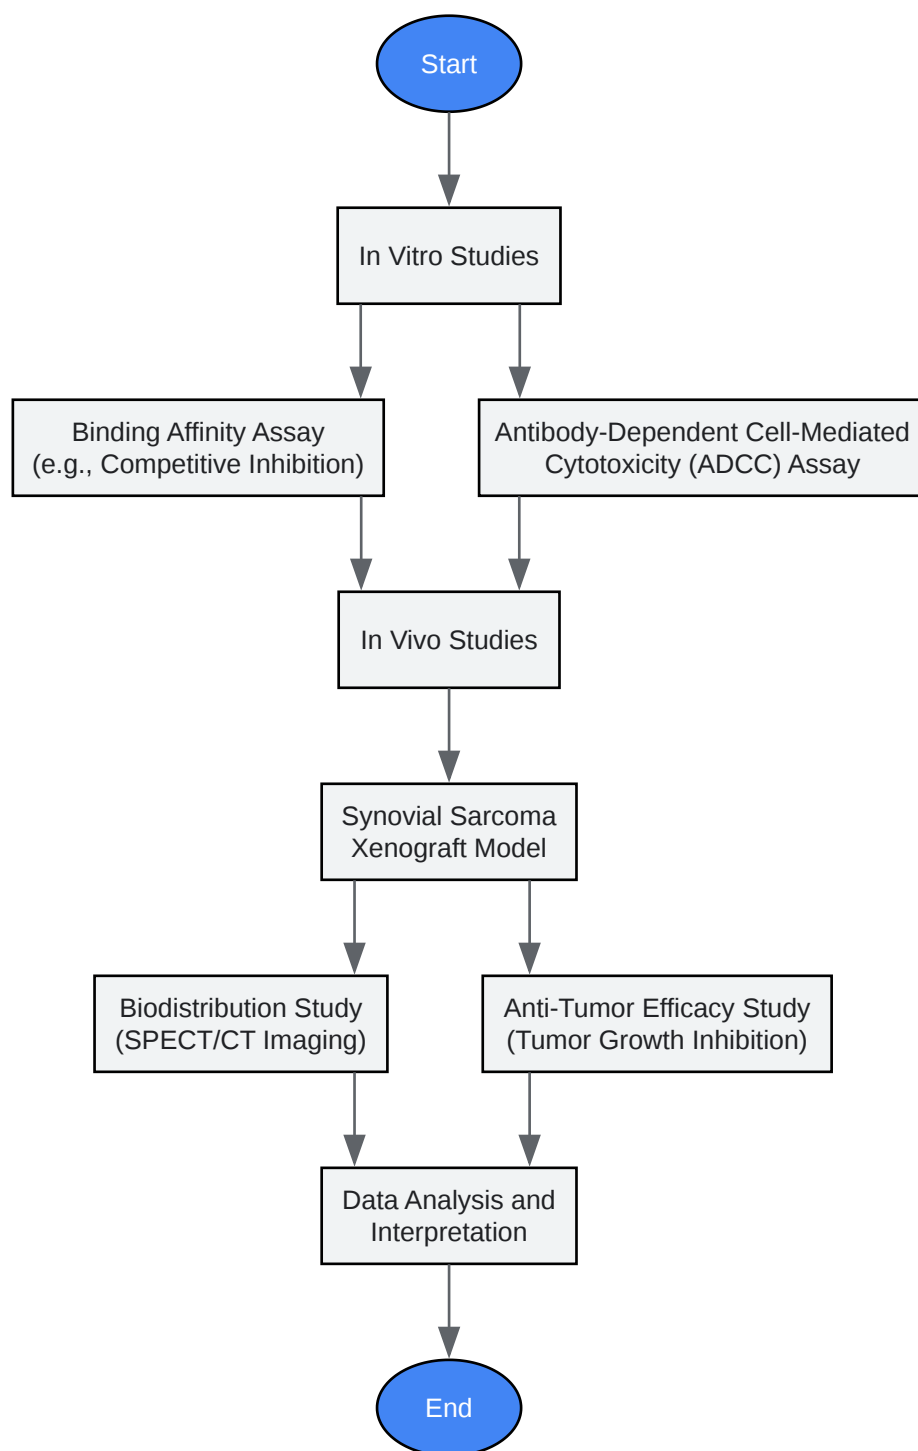 Start
In Vitro Studies
Binding Affinity Assay
(e.g., Competitive Inhibition)
Antibody-Dependent Cell-Mediated
Cytotoxicity (ADCC) Assay
In Vivo Studies
Synovial Sarcoma
Xenograft Model
Biodistribution Study
(SPECT/CT Imaging)
Anti-Tumor Efficacy Study
(Tumor Growth Inhibition)
Data Analysis and
Interpretation
End